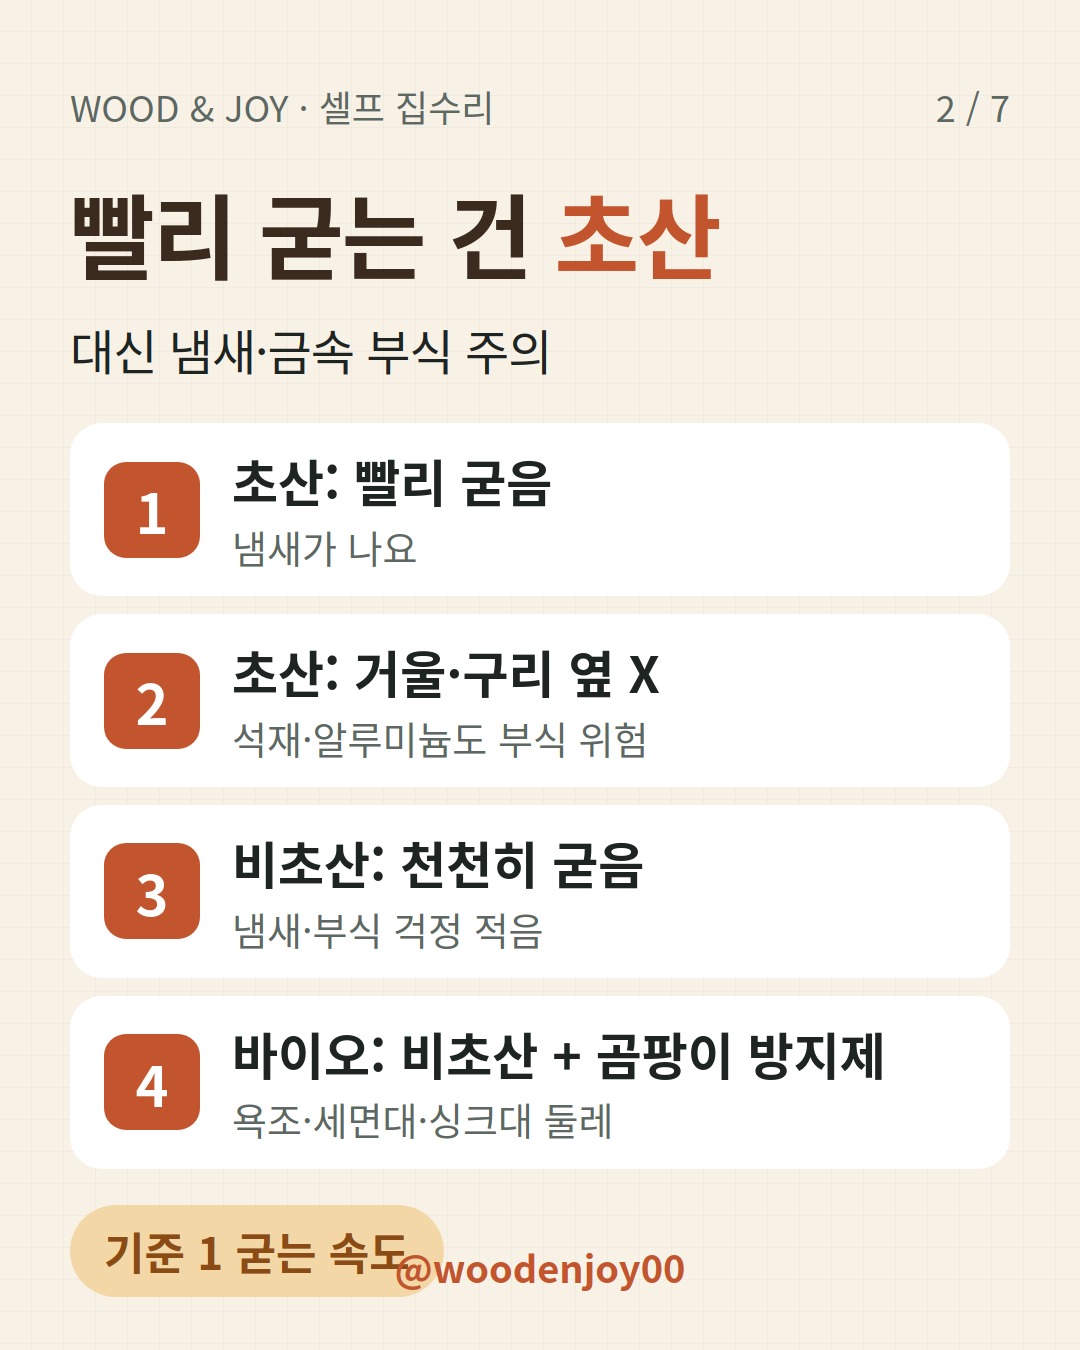 WOOD & JOY · 셀프 집수리
2 / 7
빨리 굳는 건 초산
대신 냄새·금속 부식 주의
1
초산: 빨리 굳음
냄새가 나요
2
초산: 거울·구리 옆 X
석재·알루미늄도 부식 위험
3
비초산: 천천히 굳음
냄새·부식 걱정 적음
4
바이오: 비초산 + 곰팡이 방지제
욕조·세면대·싱크대 둘레
기준 1 굳는 속도
@woodenjoy00